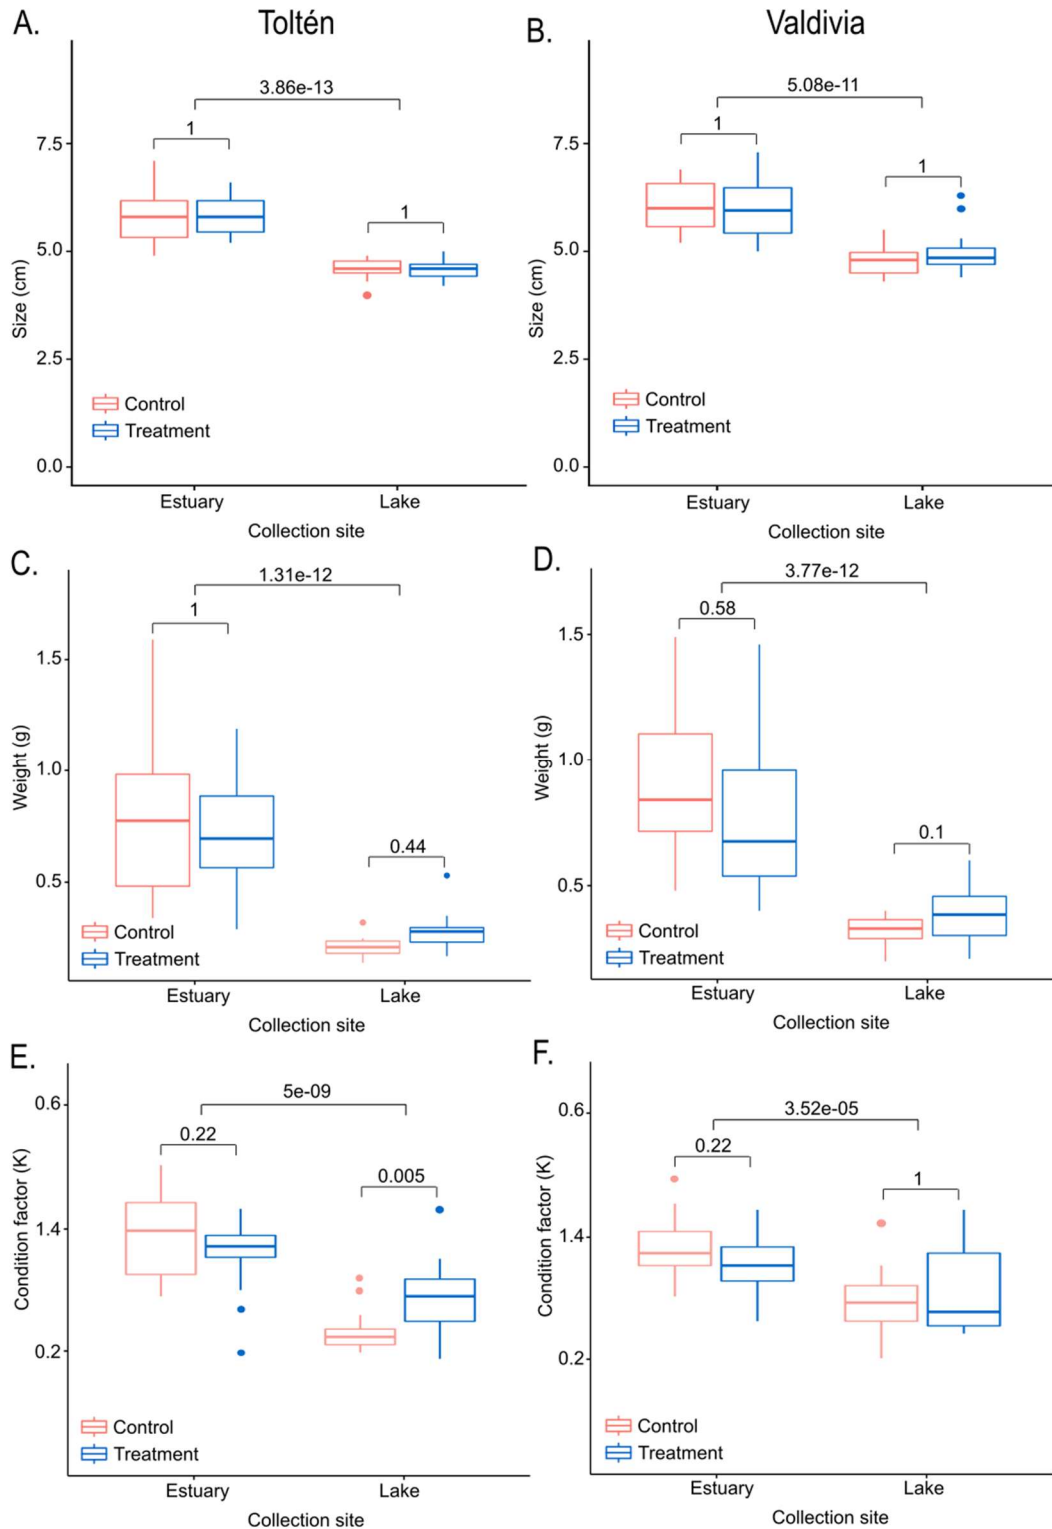 A.
Toltén
3.86e-13
1
1
7.5
5.0
2.5
0.0
Size (cm)
Control
Treatment
Estuary
Lake
Collection site
B.
Valdivia
5.08e-11
1
1
7.5
5.0
2.5
0.0
Size (cm)
Control
Treatment
Estuary
Lake
Collection site
C.
1.31e-12
1
0.44
1.5
1.0
0.5
Weight (g)
Control
Treatment
Estuary
Lake
Collection site
D.
3.77e-12
0.58
0.1
1.5
1.0
0.5
Weight (g)
Control
Treatment
Estuary
Lake
Collection site
E.
5e-09
0.22
0.005
0.6
1.4
0.2
Condition factor (K)
Control
Treatment
Estuary
Lake
Collection site
F.
3.52e-05
0.22
1
0.6
1.4
0.2
Condition factor (K)
Control
Treatment
Estuary
Lake
Collection site